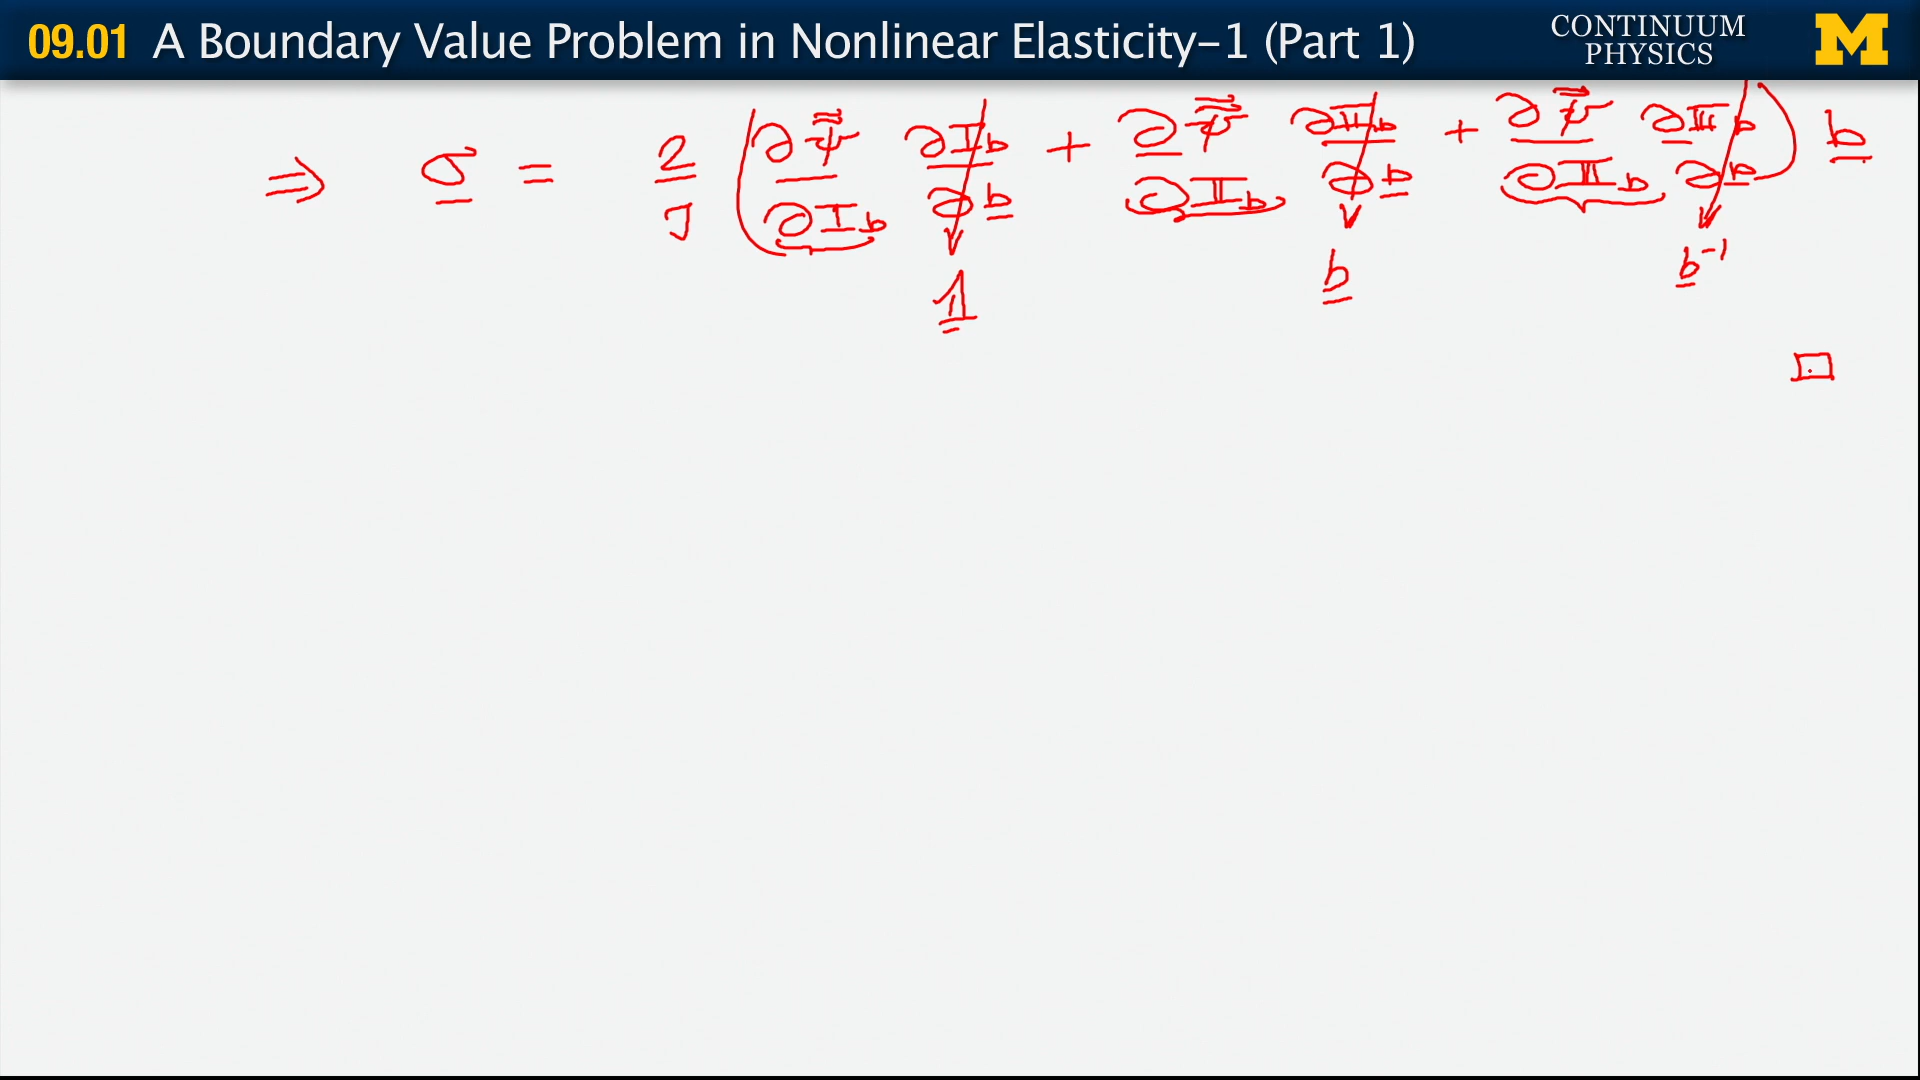 09.01 A Boundary Value Problem in Nonlinear Elasticity–1 (Part 1) CONTINUUM PHYSICS M
⇒ σ = 2/J ( ∂ψ̃/∂I_b ∂I_b/∂b + ∂ψ̃/∂II_b ∂II_b/∂b + ∂ψ̃/∂III_b ∂III_b/∂b ) b
1 b b⁻¹